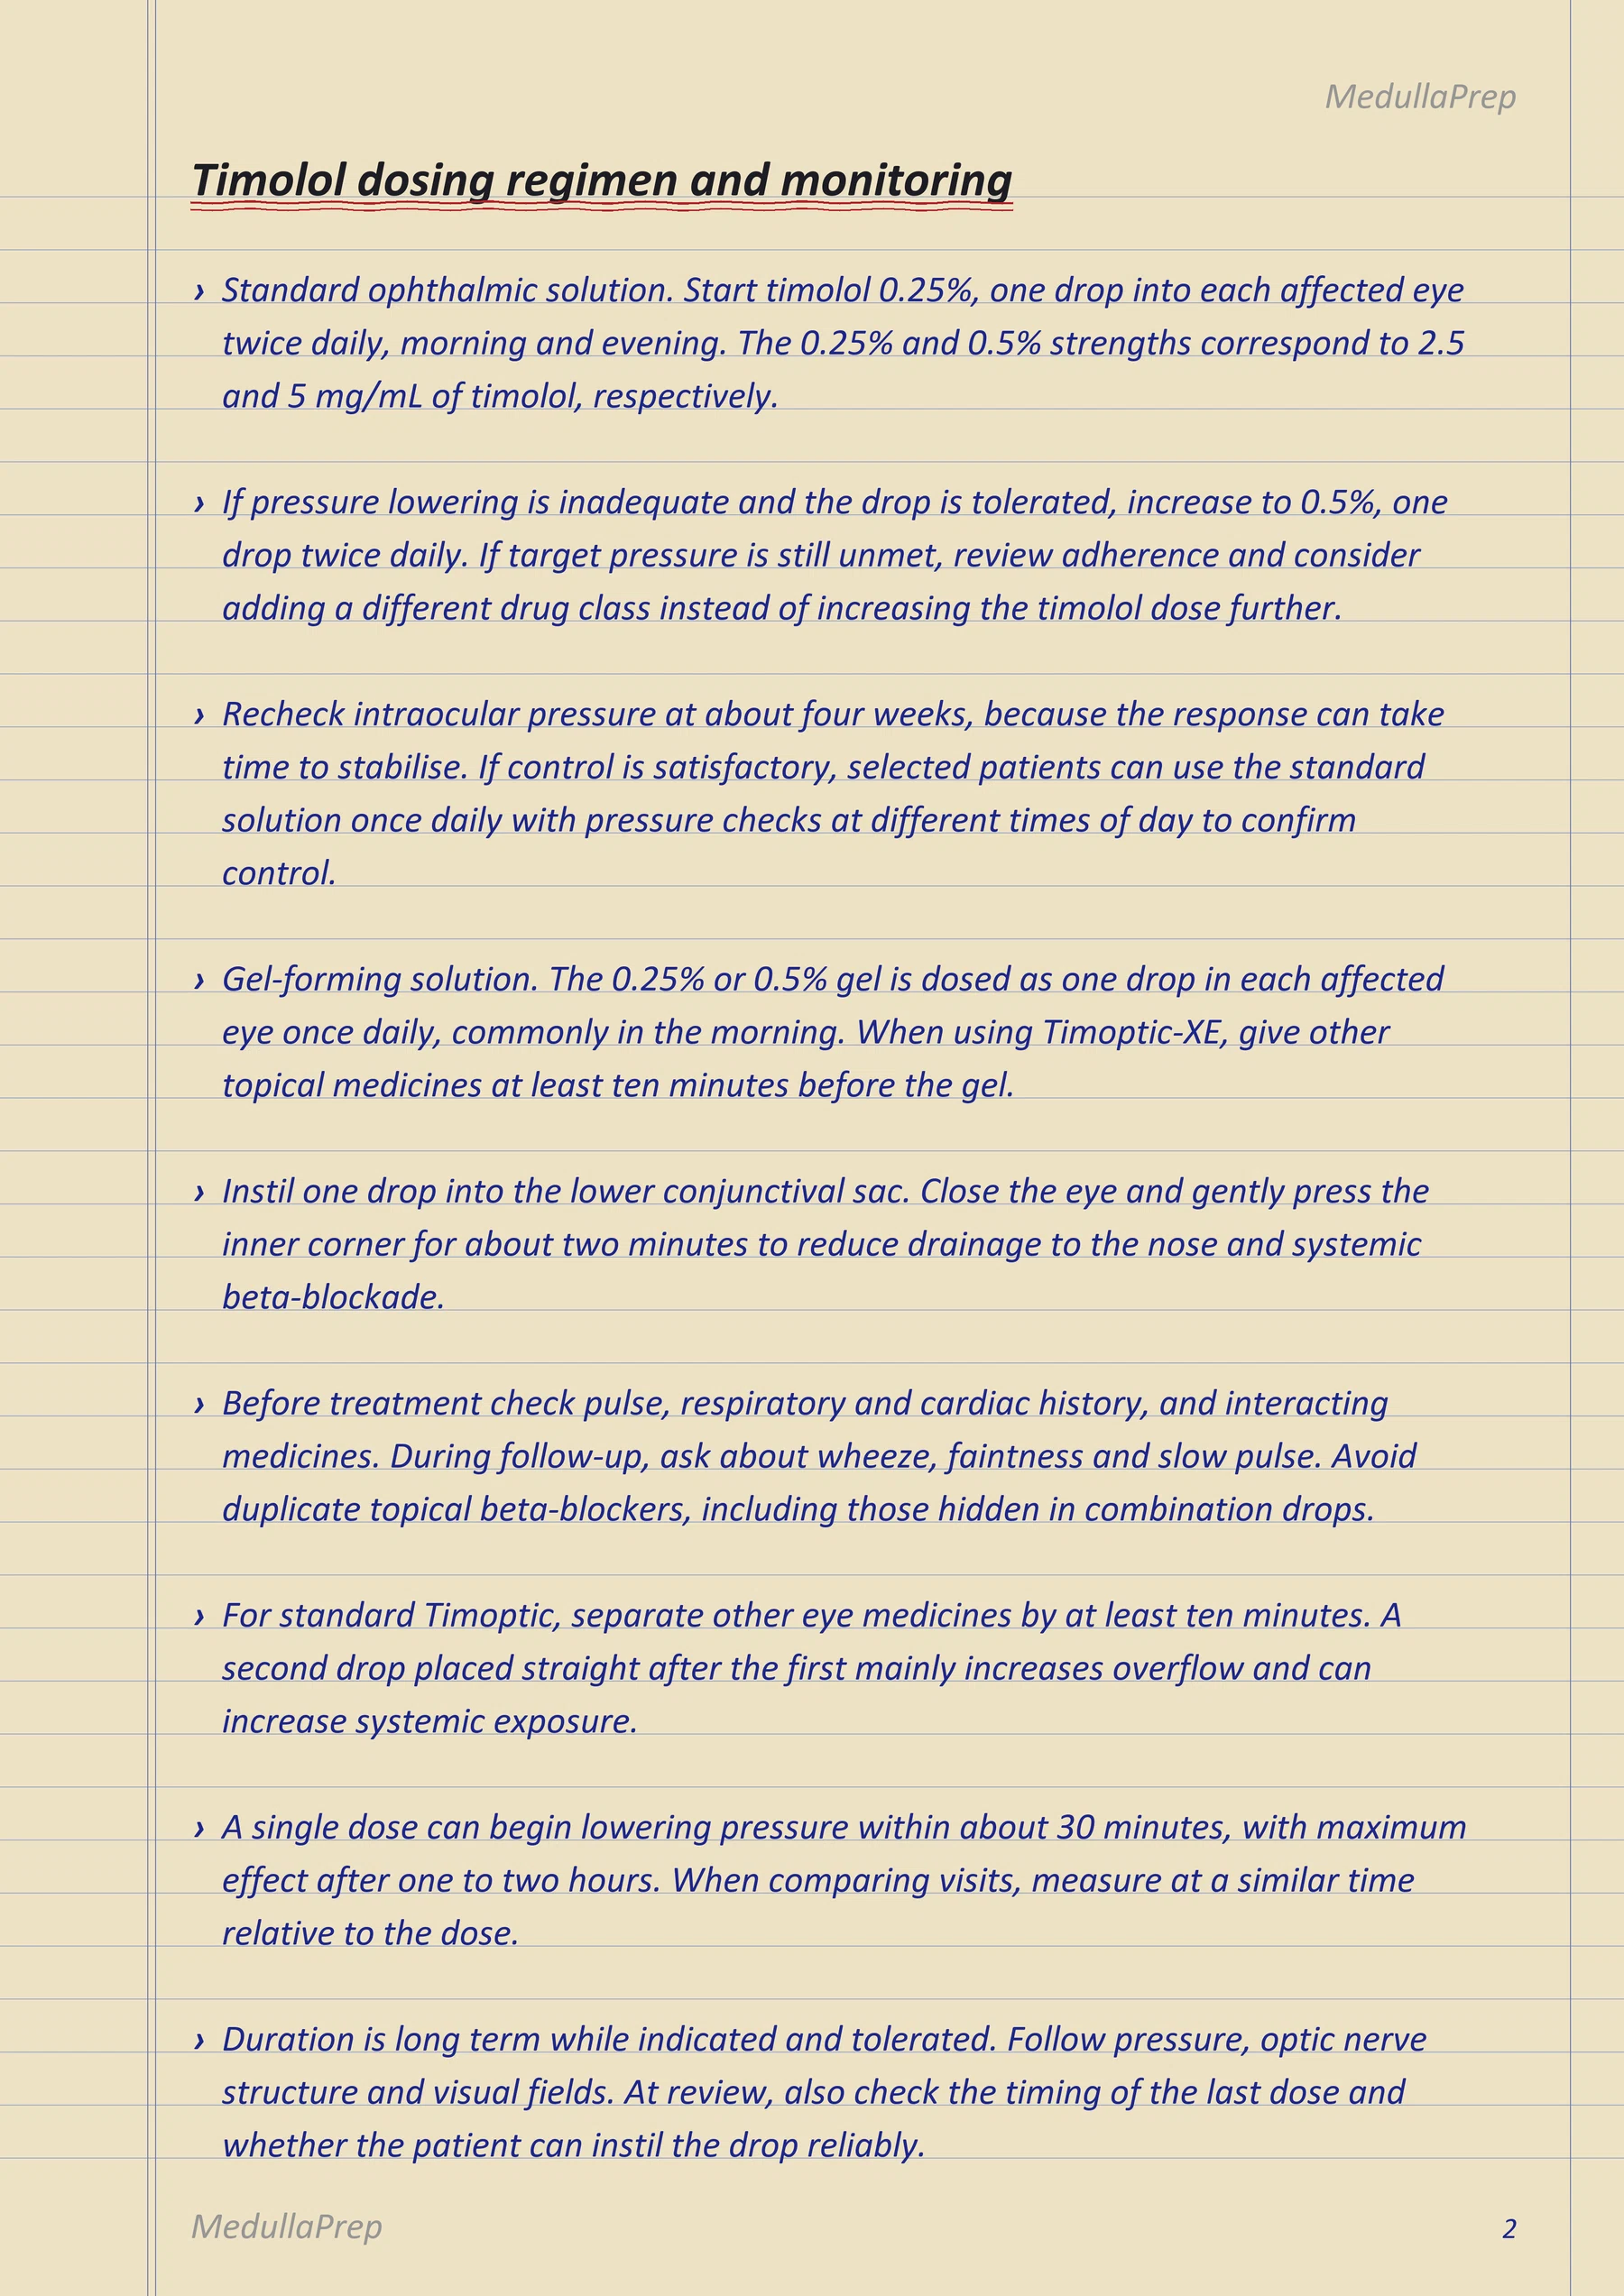 MedullaPrep
Timolol dosing regimen and monitoring
› Standard ophthalmic solution. Start timolol 0.25%, one drop into each affected eye
twice daily, morning and evening. The 0.25% and 0.5% strengths correspond to 2.5
and 5 mg/mL of timolol, respectively.
› If pressure lowering is inadequate and the drop is tolerated, increase to 0.5%, one
drop twice daily. If target pressure is still unmet, review adherence and consider
adding a different drug class instead of increasing the timolol dose further.
› Recheck intraocular pressure at about four weeks, because the response can take
time to stabilise. If control is satisfactory, selected patients can use the standard
solution once daily with pressure checks at different times of day to confirm
control.
› Gel-forming solution. The 0.25% or 0.5% gel is dosed as one drop in each affected
eye once daily, commonly in the morning. When using Timoptic-XE, give other
topical medicines at least ten minutes before the gel.
› Instil one drop into the lower conjunctival sac. Close the eye and gently press the
inner corner for about two minutes to reduce drainage to the nose and systemic
beta-blockade.
› Before treatment check pulse, respiratory and cardiac history, and interacting
medicines. During follow-up, ask about wheeze, faintness and slow pulse. Avoid
duplicate topical beta-blockers, including those hidden in combination drops.
› For standard Timoptic, separate other eye medicines by at least ten minutes. A
second drop placed straight after the first mainly increases overflow and can
increase systemic exposure.
› A single dose can begin lowering pressure within about 30 minutes, with maximum
effect after one to two hours. When comparing visits, measure at a similar time
relative to the dose.
› Duration is long term while indicated and tolerated. Follow pressure, optic nerve
structure and visual fields. At review, also check the timing of the last dose and
whether the patient can instil the drop reliably.
MedullaPrep
2